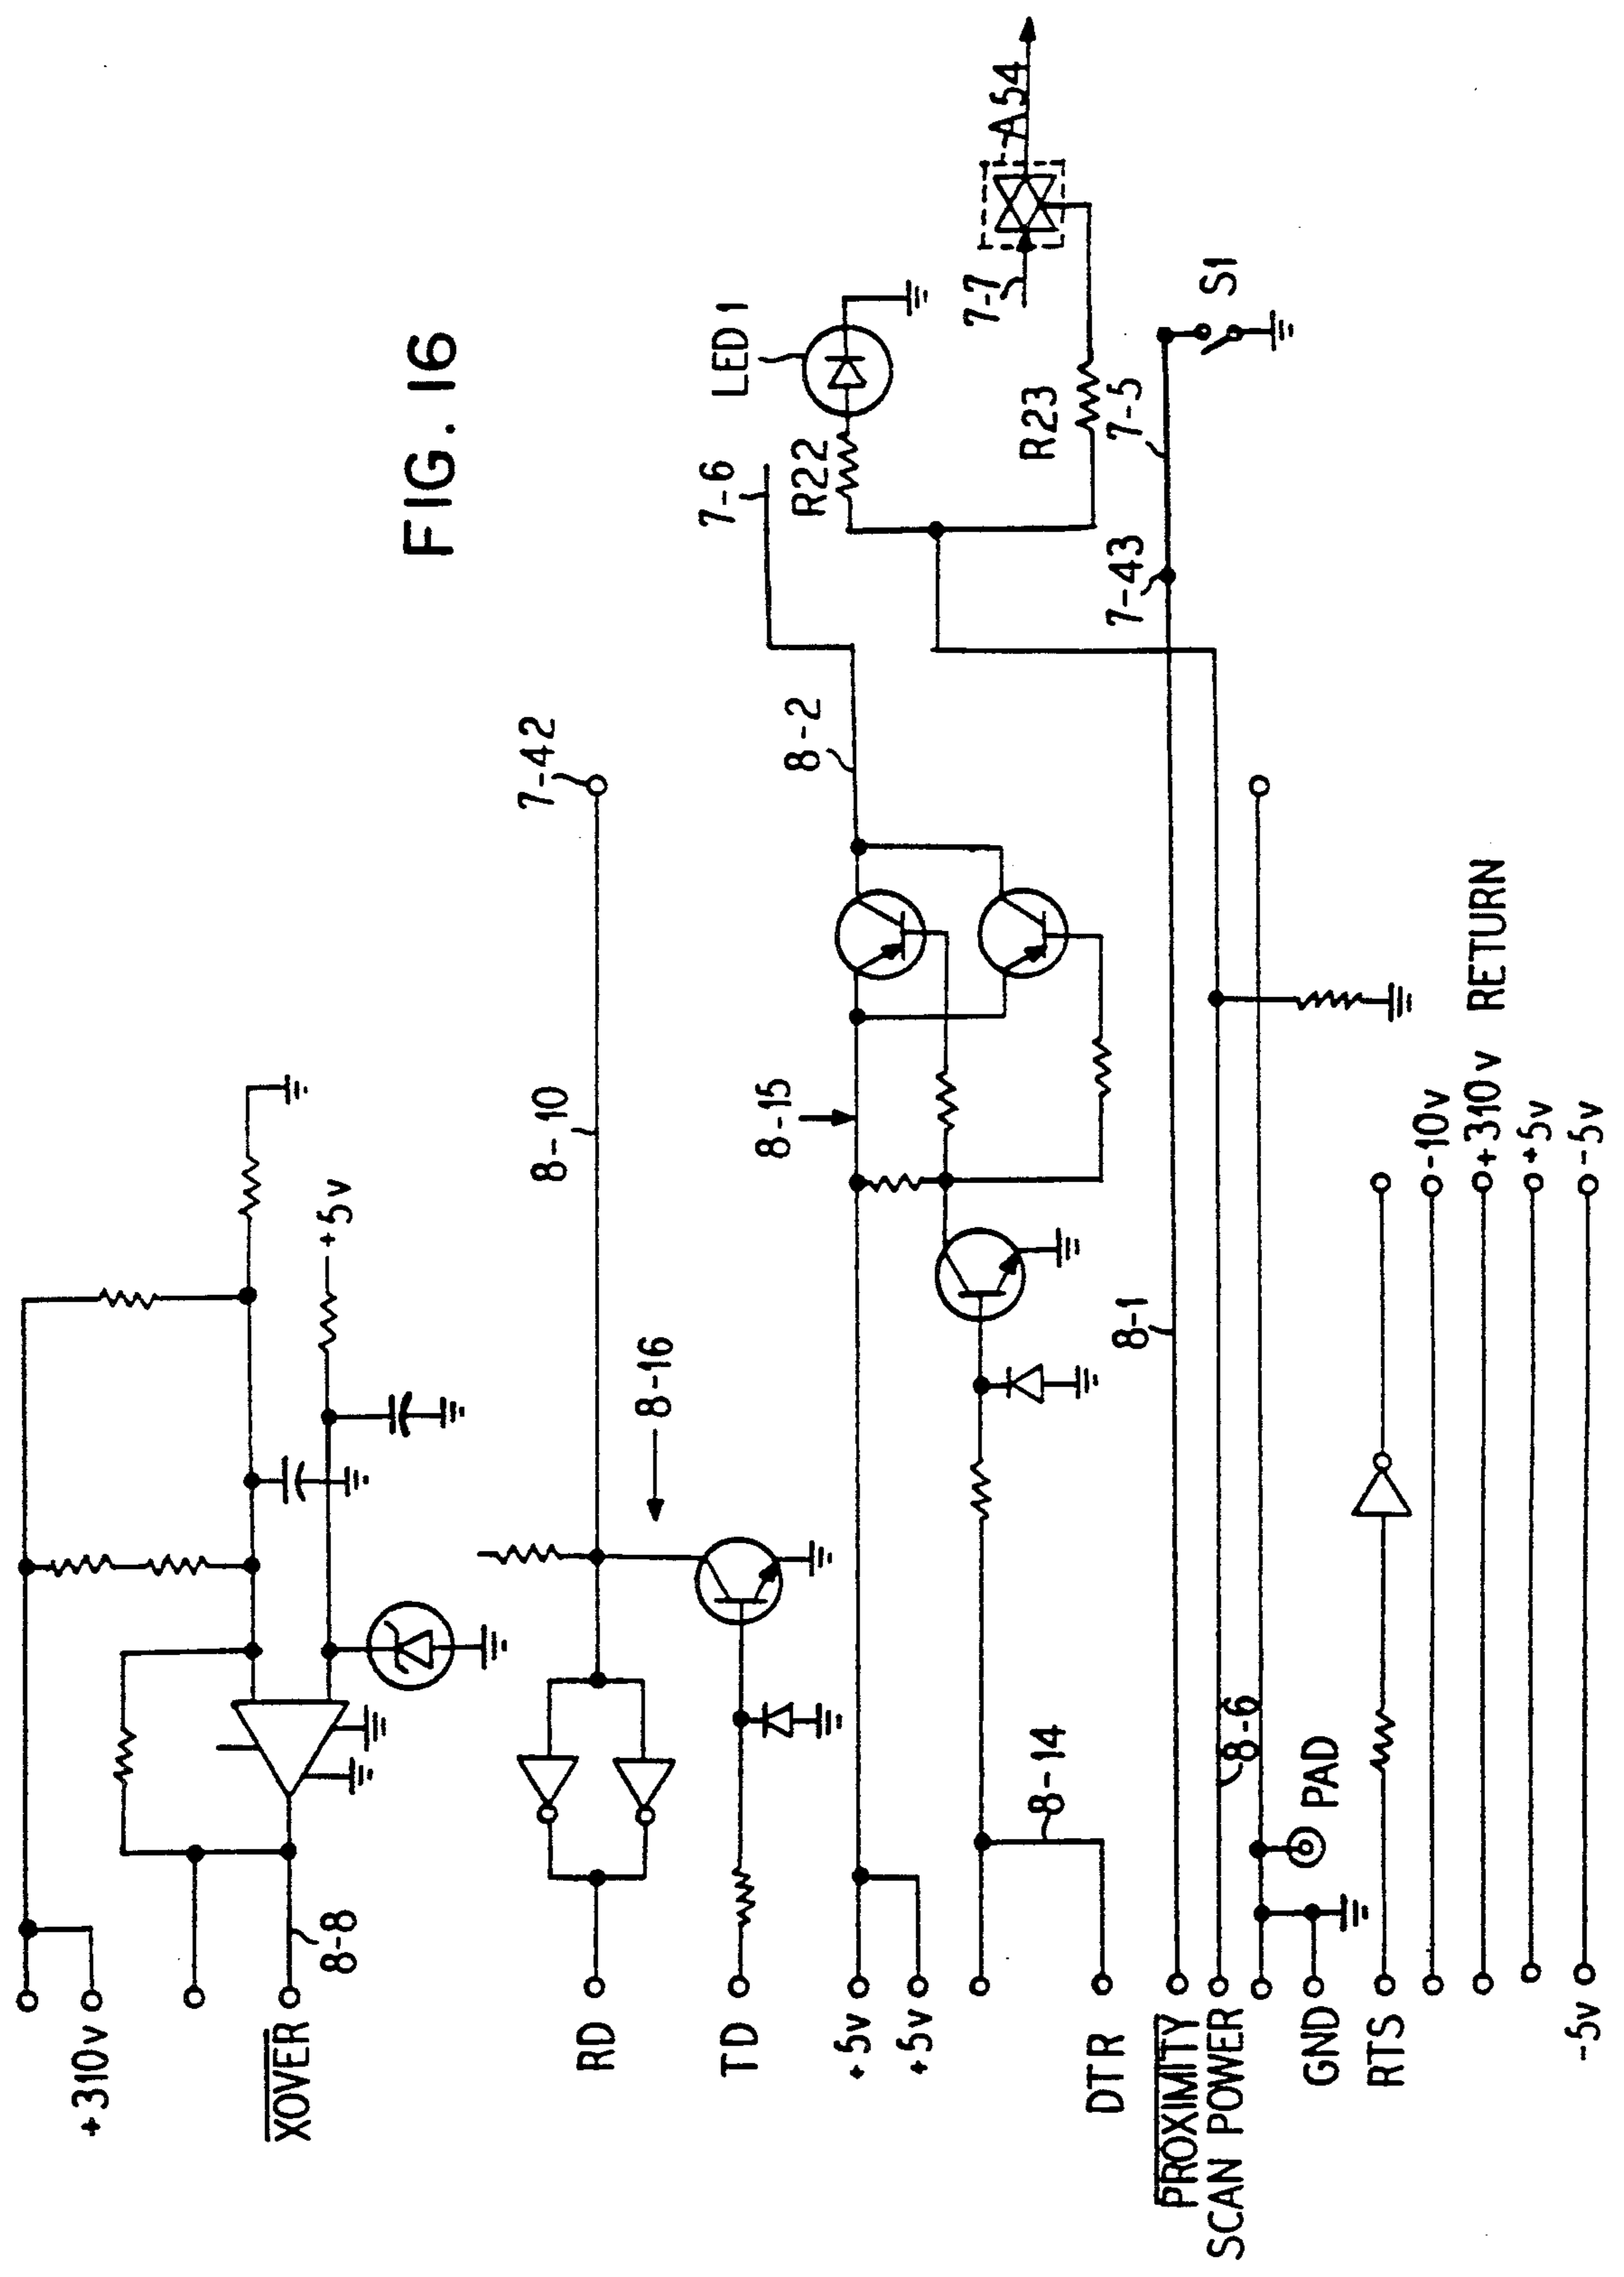 FIG. 16
+310v
XOVER
8-8
+5v
RD
8-10
7-42
8-16
TD
+5v
+5v
8-15
8-2
7-6
LED 1
R22
R23
7-7
A54
8-14
DTR
PROXIMITY
8-1
7-43
7-5
S1
SCAN POWER
8-6
PAD
GND
RTS
-10v
+310v RETURN
+5v
-5v
-5v